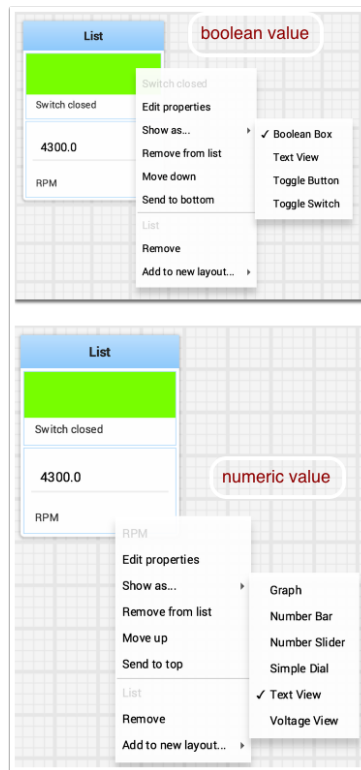 List
boolean value
Switch closed
Switch closed
Edit properties
4300.0
Show as...
✓ Boolean Box
Remove from list
Text View
RPM
Move down
Toggle Button
Send to bottom
Toggle Switch
List
Remove
Add to new layout...
List
Switch closed
4300.0
numeric value
RPM
RPM
Edit properties
Show as...
Graph
Remove from list
Number Bar
Move up
Number Slider
Send to top
Simple Dial
List
✓ Text View
Remove
Voltage View
Add to new layout...